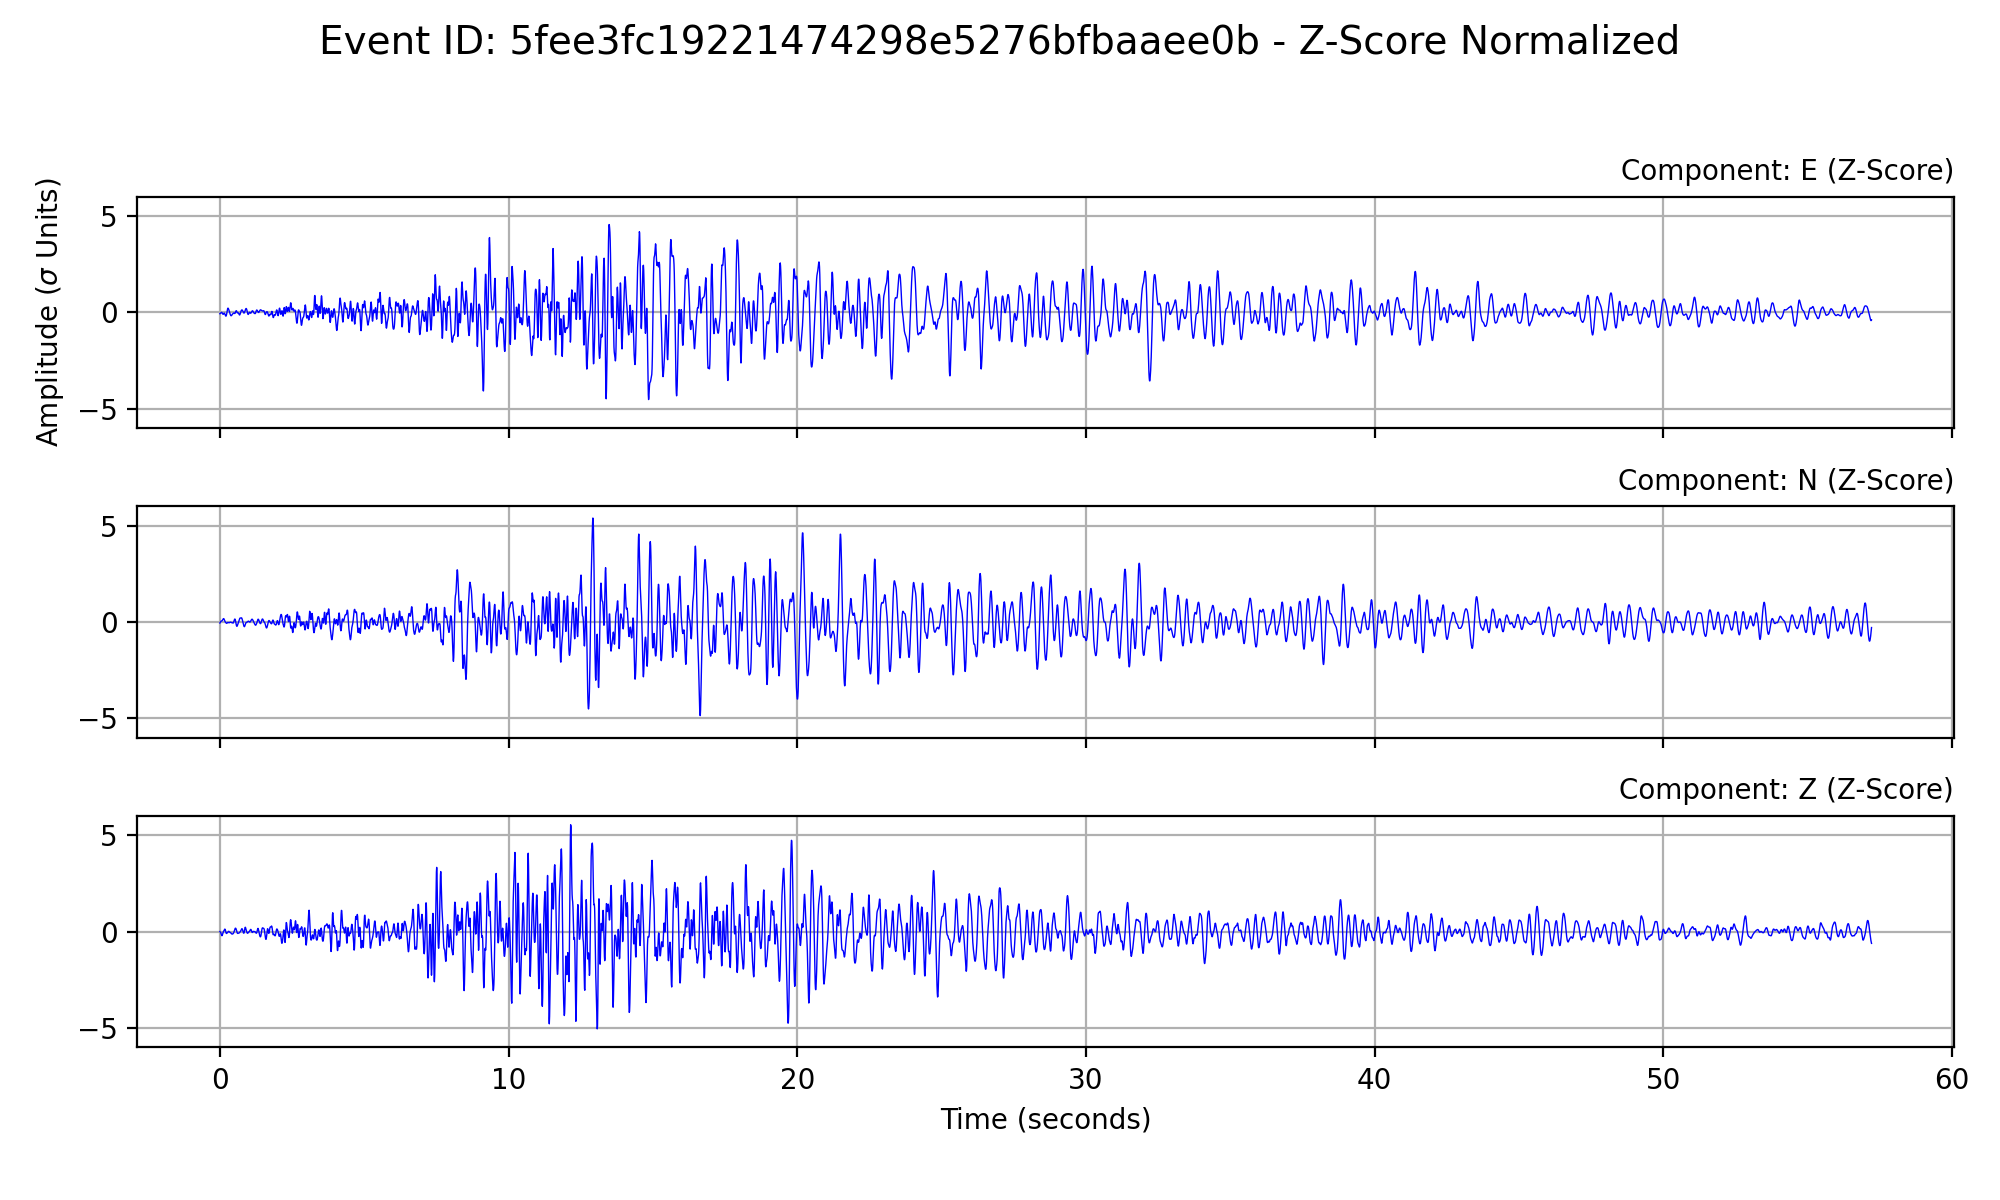 Event ID: 5fee3fc19221474298e5276bfbaaee0b - Z-Score Normalized
Component: E (Z-Score)
Amplitude (σ Units)
5
0
−5
Component: N (Z-Score)
5
0
−5
Component: Z (Z-Score)
5
0
−5
0 10 20 30 40 50 60
Time (seconds)